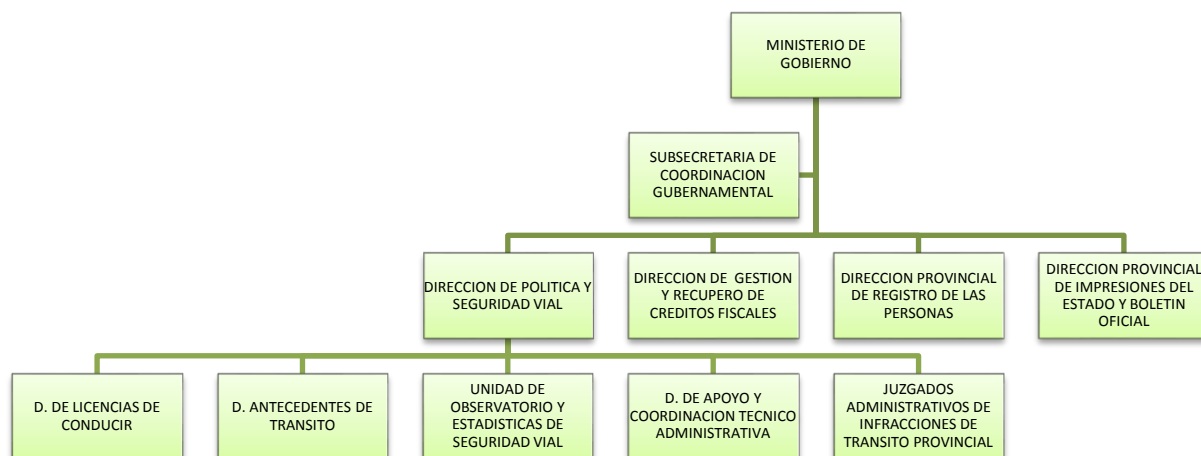 MINISTERIO DE
GOBIERNO
SUBSECRETARIA DE
COORDINACION
GUBERNAMENTAL
DIRECCION DE POLITICA Y
SEGURIDAD VIAL
DIRECCION DE GESTION
Y RECUPERO DE
CREDITOS FISCALES
DIRECCION PROVINCIAL
DE REGISTRO DE LAS
PERSONAS
DIRECCION PROVINCIAL
DE IMPRESIONES DEL
ESTADO Y BOLETIN
OFICIAL
D. DE LICENCIAS DE
CONDUCIR
D. ANTECEDENTES DE
TRANSITO
UNIDAD DE
OBSERVATORIO Y
ESTADISTICAS DE
SEGURIDAD VIAL
D. DE APOYO Y
COORDINACION TECNICO
ADMINISTRATIVA
JUZGADOS
ADMINISTRATIVOS DE
INFRACCIONES DE
TRANSITO PROVINCIAL